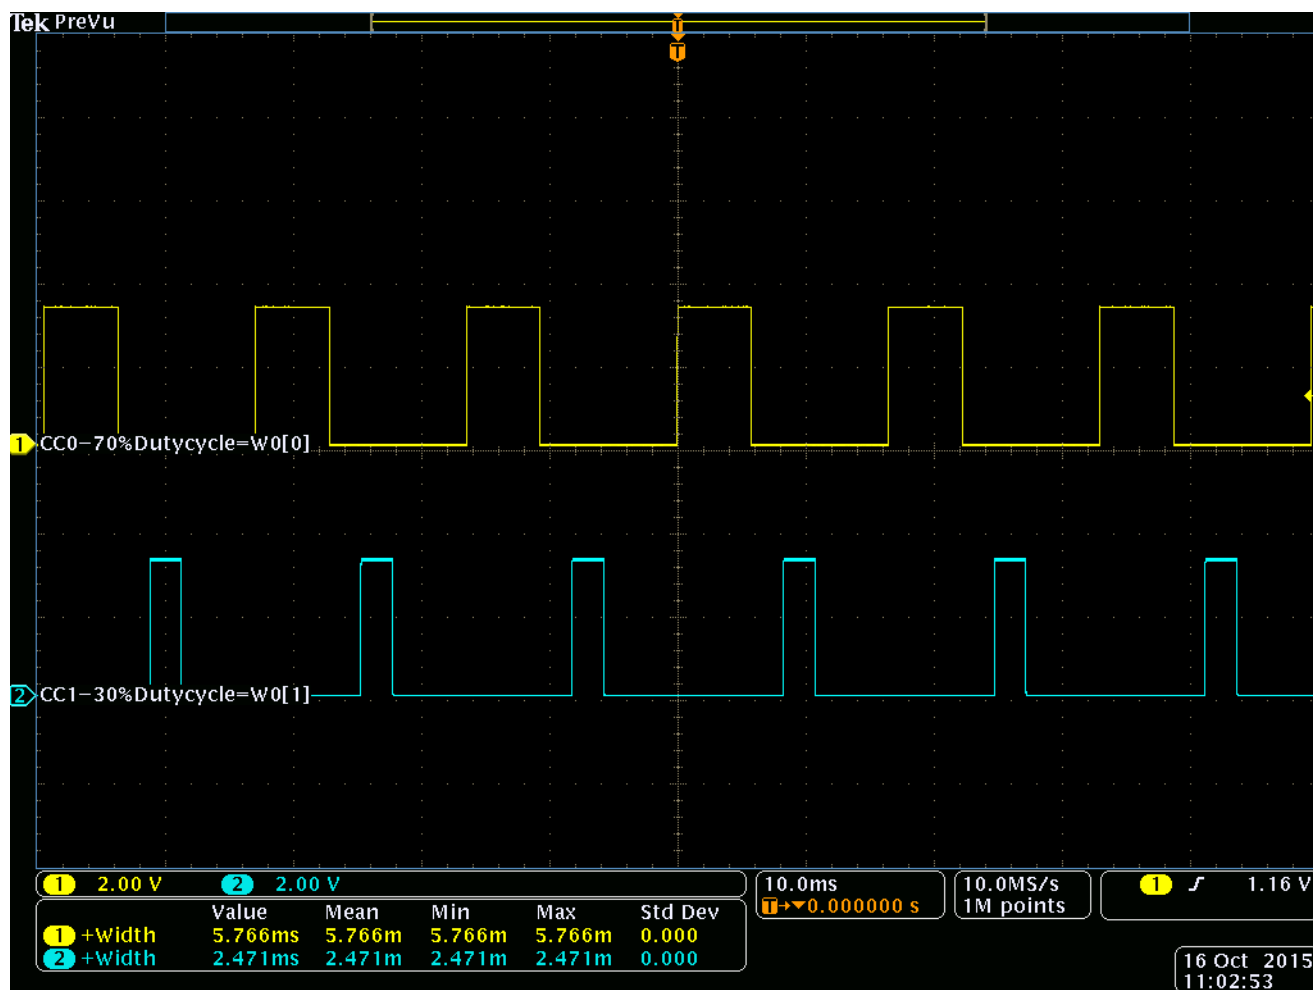 Tek PreVu
T
T
1 CC0-70%Dutycycle=W0[0]
2 CC1-30%Dutycycle=W0[1]
1 2.00 V 2 2.00 V
Value Mean Min Max Std Dev
1 +Width 5.766ms 5.766m 5.766m 5.766m 0.000
2 +Width 2.471ms 2.471m 2.471m 2.471m 0.000
10.0ms
T→▼0.000000 s
10.0MS/s
1M points
1 1.16 V
16 Oct 2015
11:02:53